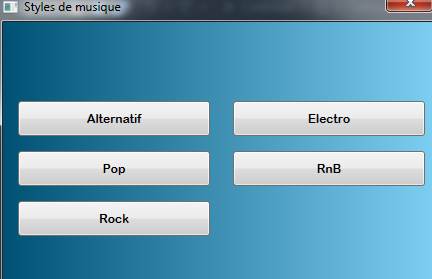 Styles de musique
Alternatif
Electro
Pop
RnB
Rock